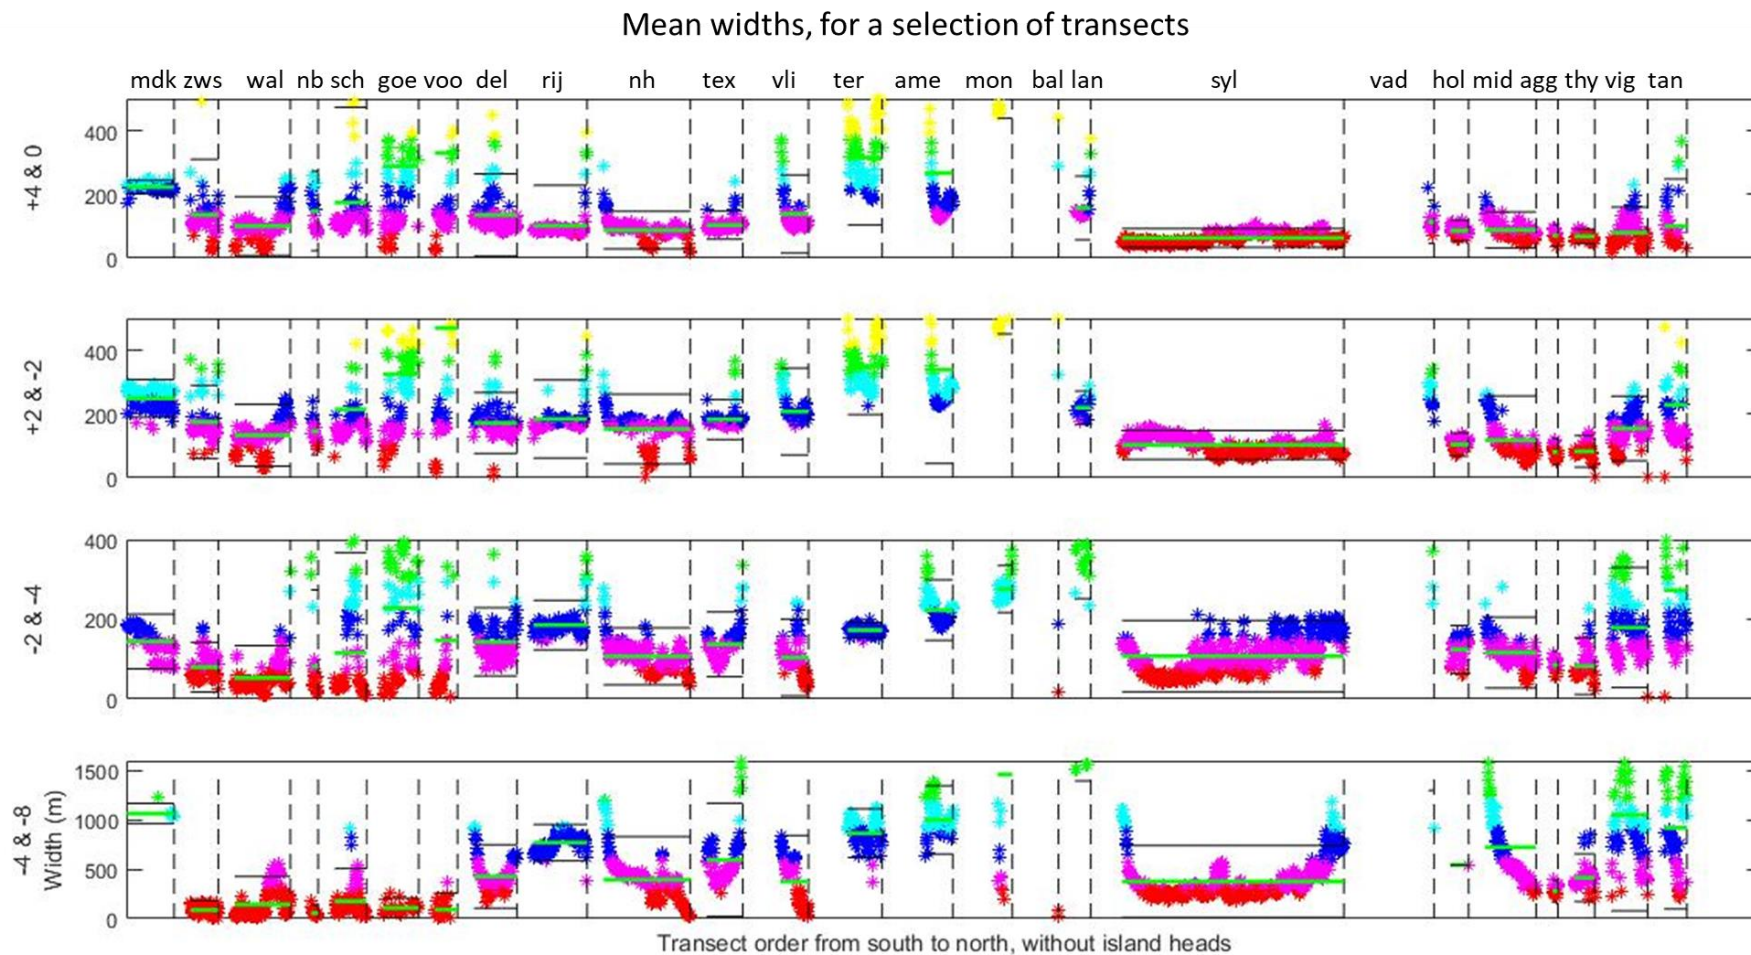 Mean widths, for a selection of transects
mdk zws wal nb sch goe voo del rij nh tex vli ter ame mon bal lan syl vad hol mid agg thy vig tan
+4 & 0
400
200
0
+2 & -2
400
200
0
-2 & -4
400
200
0
-4 & -8
Width (m)
1500
1000
500
0
Transect order from south to north, without island heads